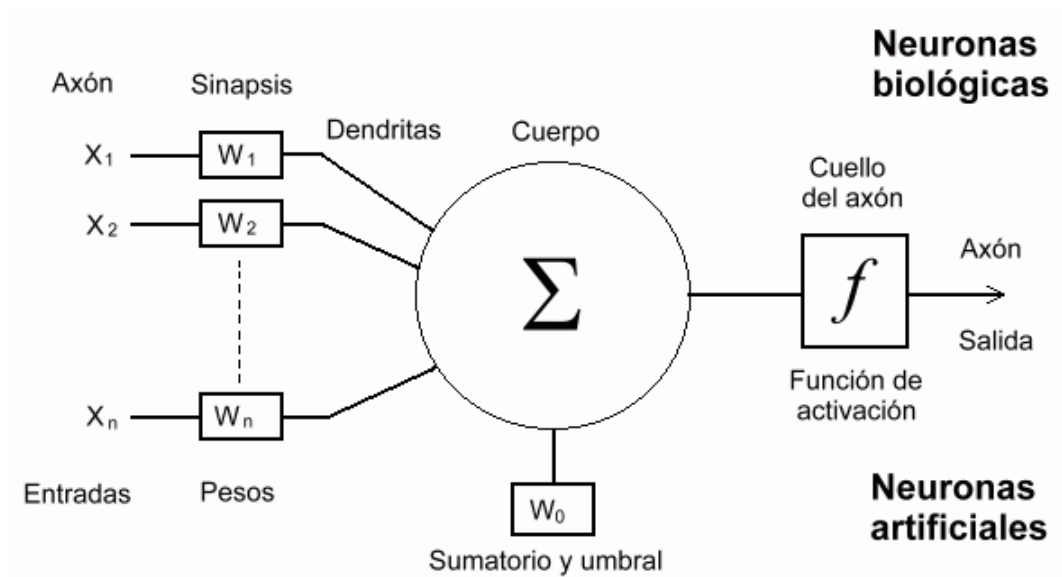 Neuronas
biológicas
Axón
Sinapsis
Dendritas
Cuerpo
Cuello
del axón
X₁
W₁
X₂
W₂
Σ
f
Axón
Salida
Función de
activación
Xₙ
Wₙ
Entradas
Pesos
W₀
Sumatorio y umbral
Neuronas
artificiales